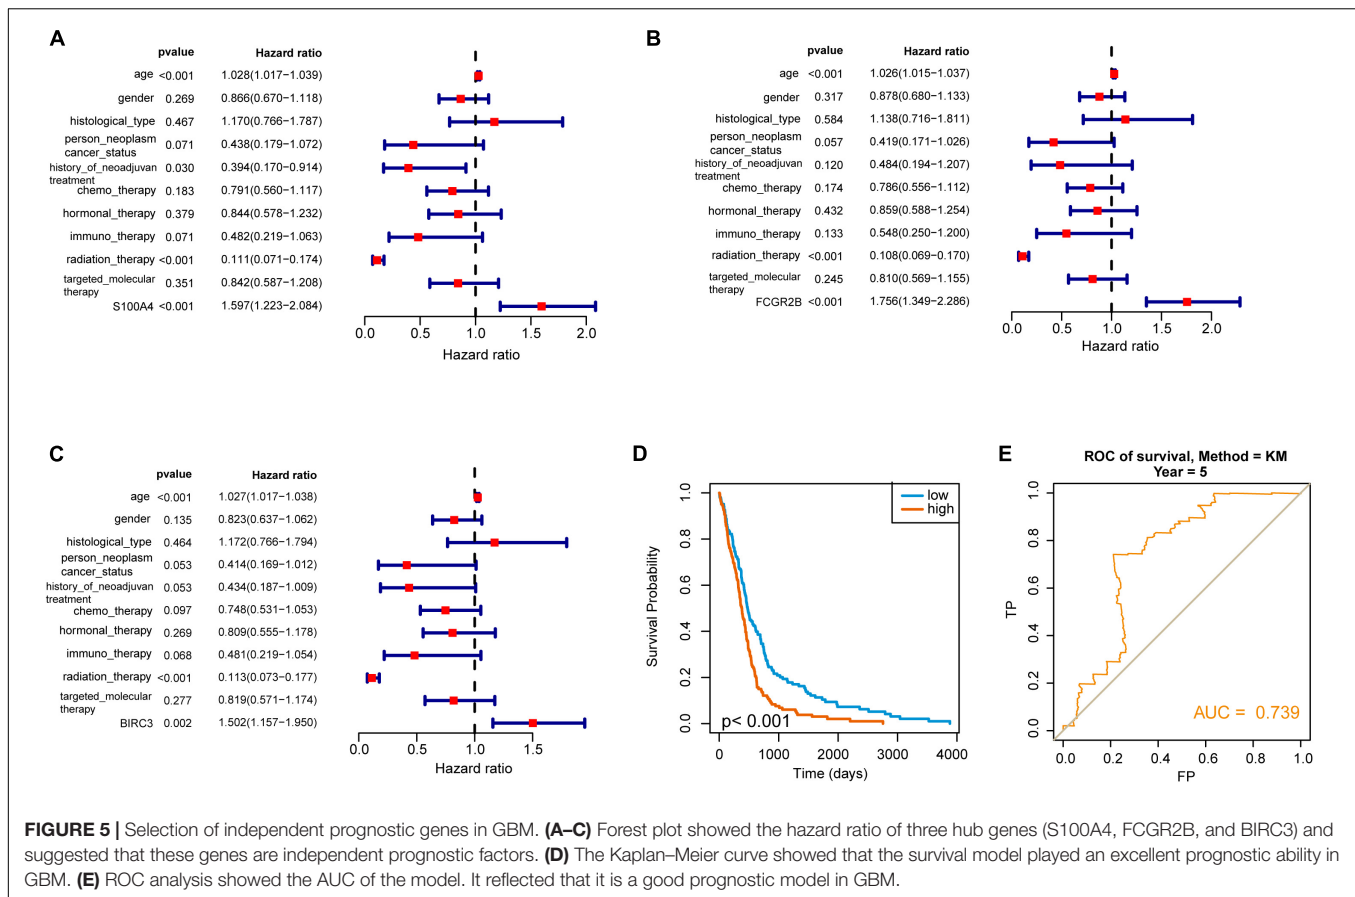 A
pvalue Hazard ratio
age <0.001 1.028(1.017−1.039)
gender 0.269 0.866(0.670−1.118)
histological_type 0.467 1.170(0.766−1.787)
person_neoplasm
cancer_status 0.071 0.438(0.179−1.072)
history_of_neoadjuvan
treatment 0.030 0.394(0.170−0.914)
chemo_therapy 0.183 0.791(0.560−1.117)
hormonal_therapy 0.379 0.844(0.578−1.232)
immuno_therapy 0.071 0.482(0.219−1.063)
radiation_therapy <0.001 0.111(0.071−0.174)
targeted_molecular
therapy 0.351 0.842(0.587−1.208)
S100A4 <0.001 1.597(1.223−2.084)
0.0 0.5 1.0 1.5 2.0
Hazard ratio
B
pvalue Hazard ratio
age <0.001 1.026(1.015−1.037)
gender 0.317 0.878(0.680−1.133)
histological_type 0.584 1.138(0.716−1.811)
person_neoplasm
cancer_status 0.057 0.419(0.171−1.026)
history_of_neoadjuvan
treatment 0.120 0.484(0.194−1.207)
chemo_therapy 0.174 0.786(0.556−1.112)
hormonal_therapy 0.432 0.859(0.588−1.254)
immuno_therapy 0.133 0.548(0.250−1.200)
radiation_therapy <0.001 0.108(0.069−0.170)
targeted_molecular
therapy 0.245 0.810(0.569−1.155)
FCGR2B <0.001 1.756(1.349−2.286)
0.0 0.5 1.0 1.5 2.0
Hazard ratio
C
pvalue Hazard ratio
age <0.001 1.027(1.017−1.038)
gender 0.135 0.823(0.637−1.062)
histological_type 0.464 1.172(0.766−1.794)
person_neoplasm
cancer_status 0.053 0.414(0.169−1.012)
history_of_neoadjuvan
treatment 0.053 0.434(0.187−1.009)
chemo_therapy 0.097 0.748(0.531−1.053)
hormonal_therapy 0.269 0.809(0.555−1.178)
immuno_therapy 0.068 0.481(0.219−1.054)
radiation_therapy <0.001 0.113(0.073−0.177)
targeted_molecular
therapy 0.277 0.819(0.571−1.174)
BIRC3 0.002 1.502(1.157−1.950)
0.0 0.5 1.0 1.5
Hazard ratio
D
low
high
1.0
0.8
0.6
0.4
0.2
0.0
Survival Probability
p< 0.001
0 1000 2000 3000 4000
Time (days)
E
ROC of survival, Method = KM
Year = 5
1.0
0.8
0.6
0.4
0.2
0.0
TP
AUC = 0.739
0.0 0.2 0.4 0.6 0.8 1.0
FP
FIGURE 5 | Selection of independent prognostic genes in GBM. (A–C) Forest plot showed the hazard ratio of three hub genes (S100A4, FCGR2B, and BIRC3) and
suggested that these genes are independent prognostic factors. (D) The Kaplan–Meier curve showed that the survival model played an excellent prognostic ability in
GBM. (E) ROC analysis showed the AUC of the model. It reflected that it is a good prognostic model in GBM.